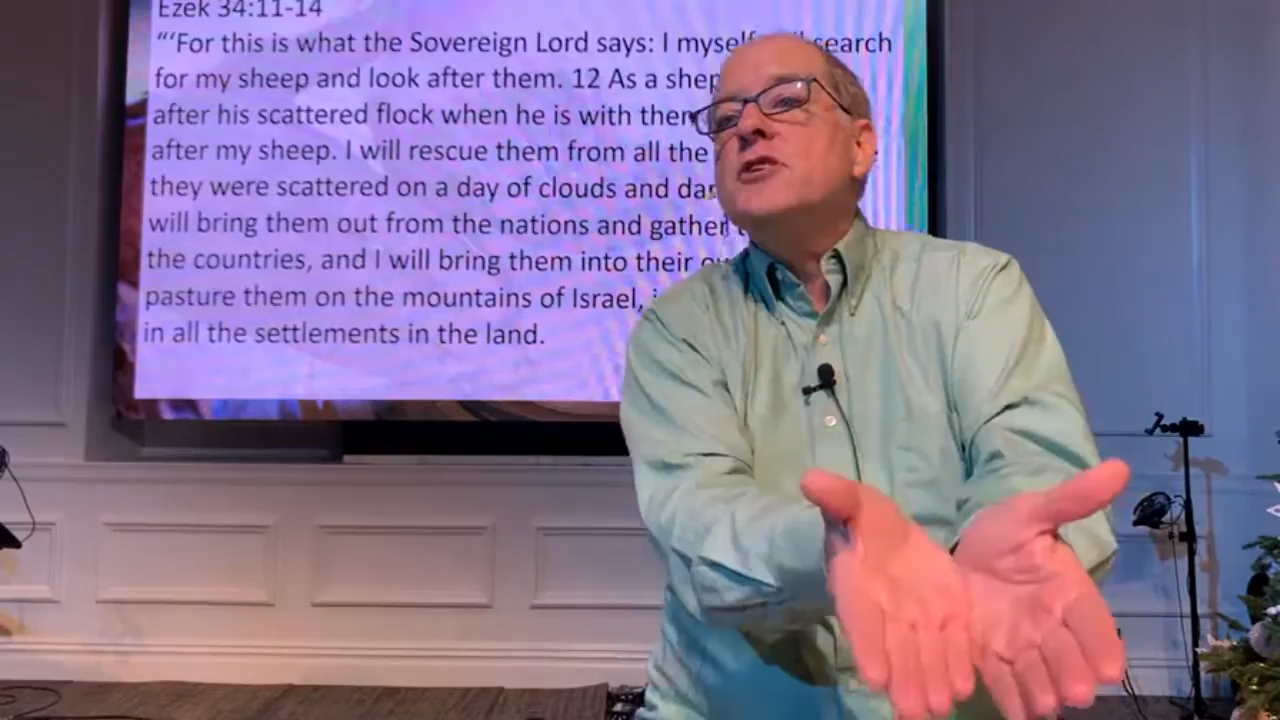 Ezek 34:11-14
“‘For this is what the Sovereign Lord says: I myself search
for my sheep and look after them. 12 As a
after his scattered flock when he is with
after my sheep. I will rescue them from all the
they were scattered on a day of clouds and
will bring them out from the nations and gather
the countries, and I will bring them into their
pasture them on the mountains of Israel,
in all the settlements in the land.